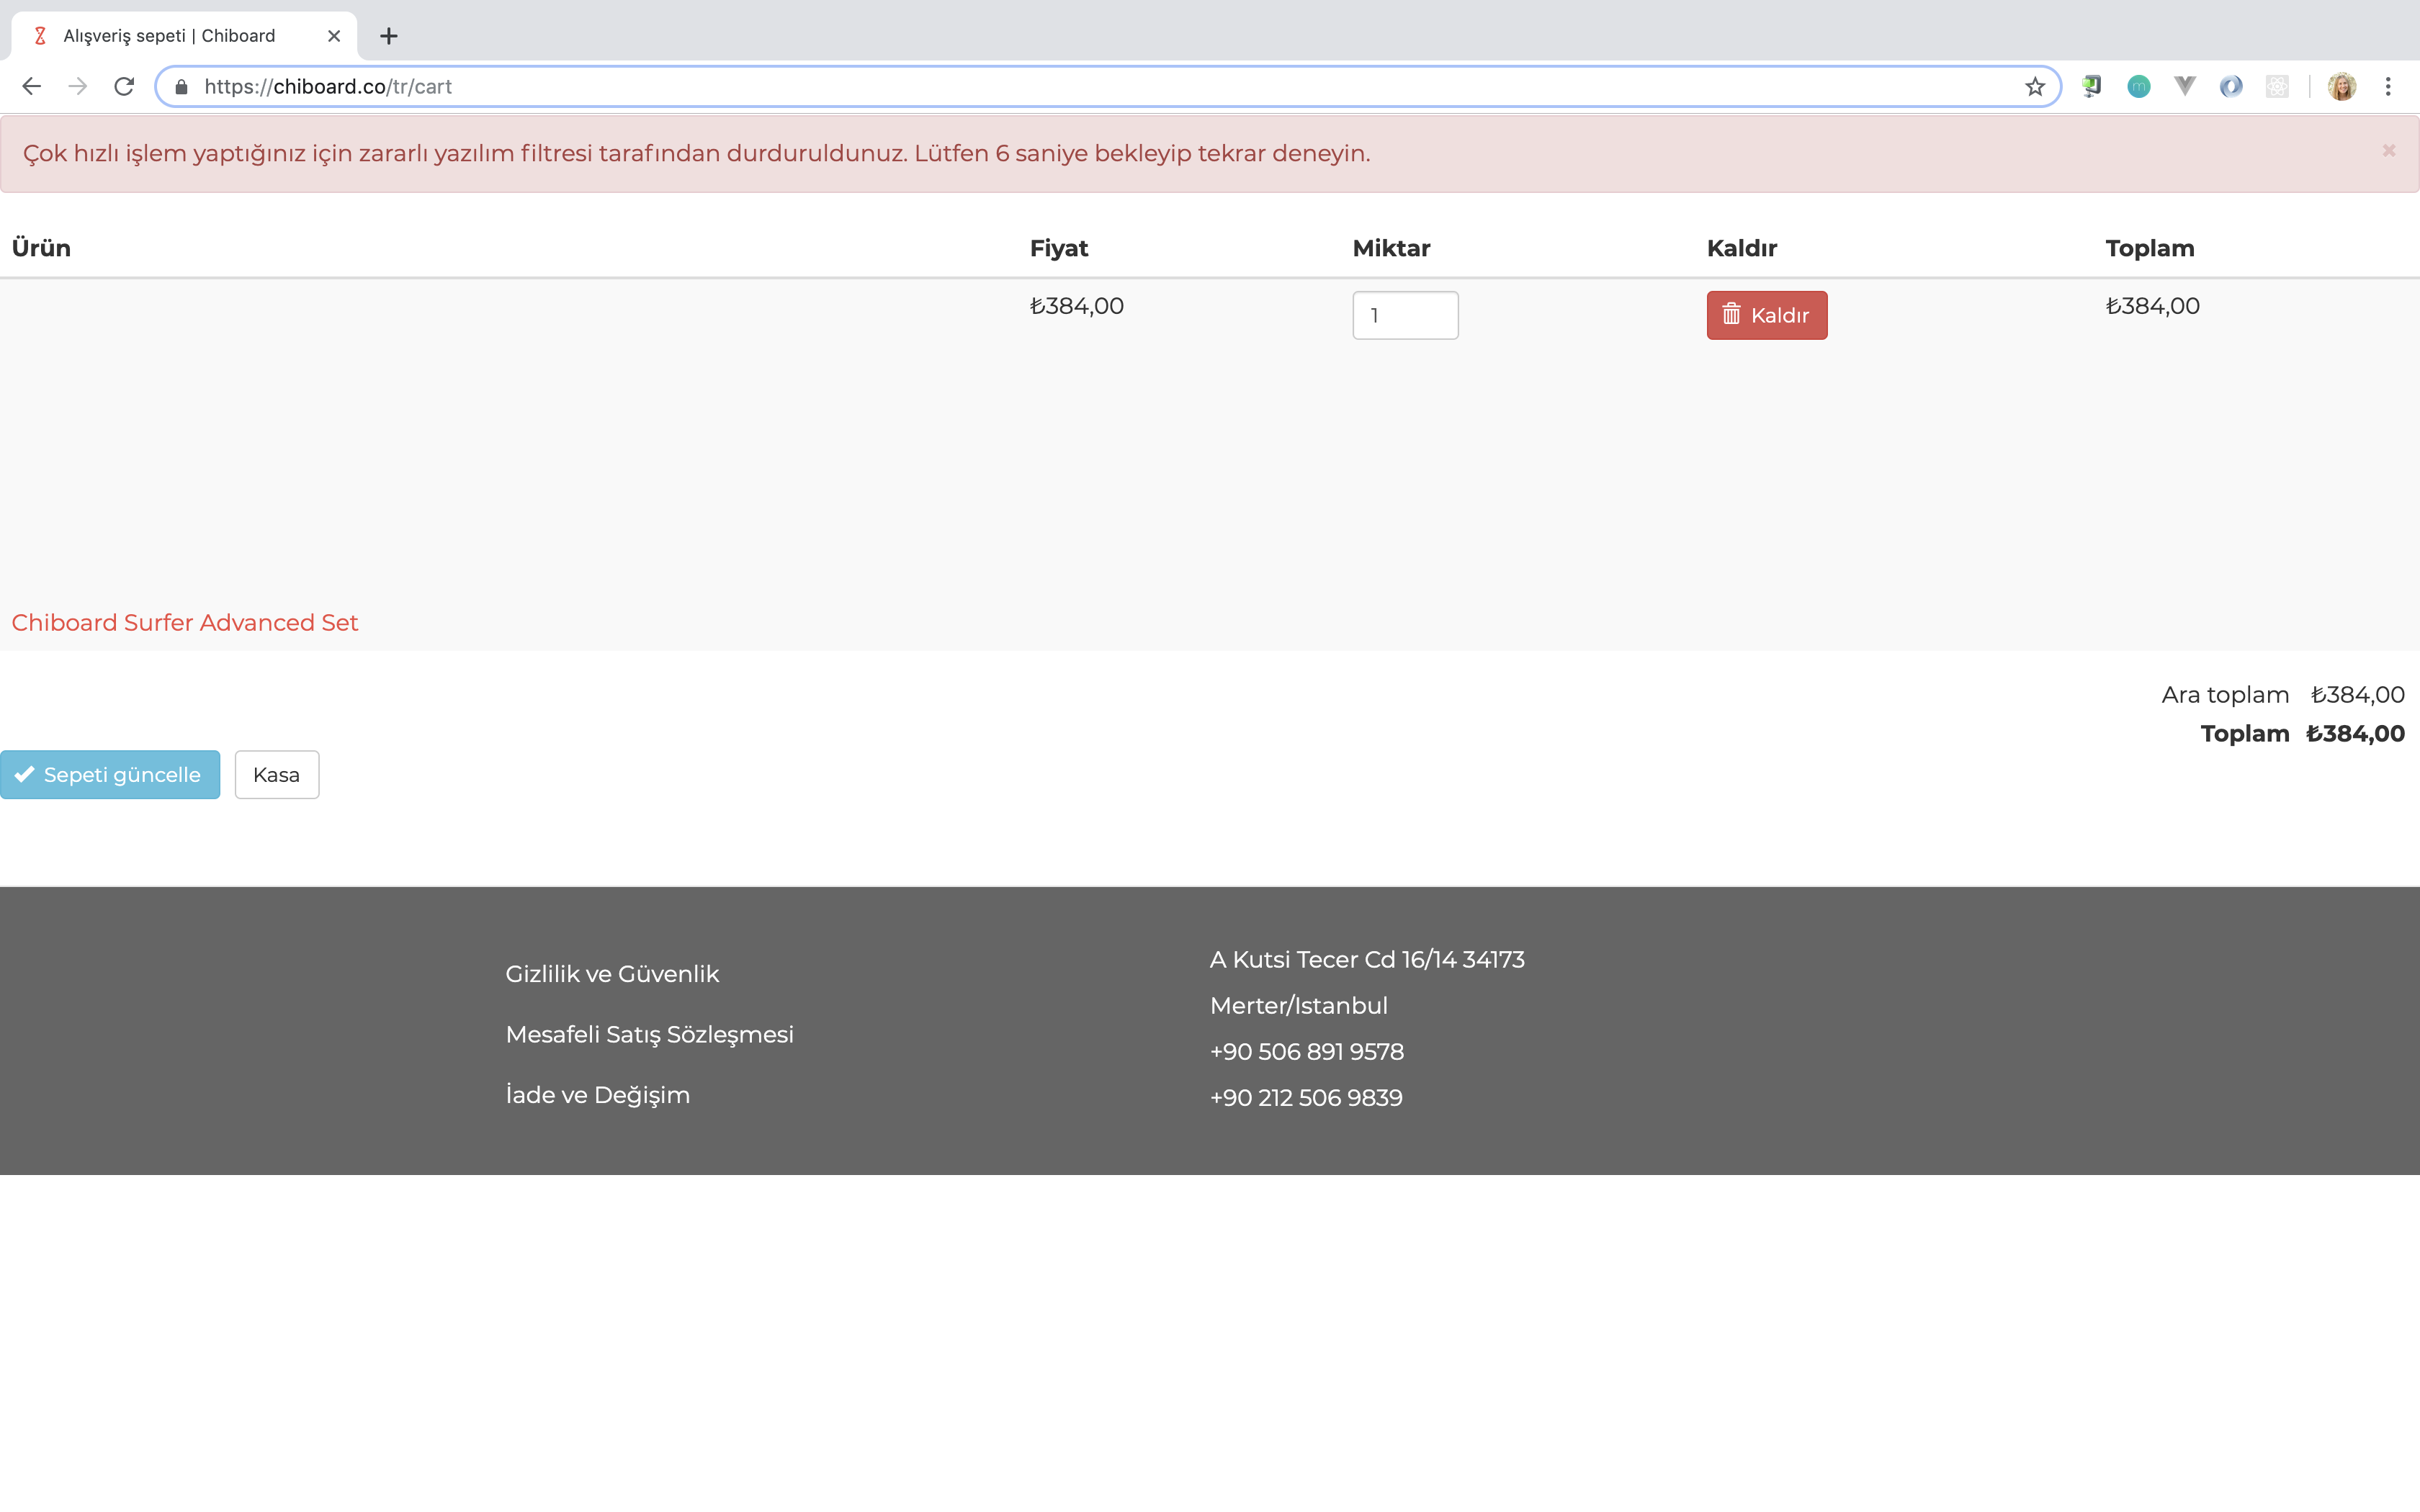 Alışveriş sepeti | Chiboard
https://chiboard.co/tr/cart
m
Çok hızlı işlem yaptığınız için zararlı yazılım filtresi tarafından durduruldunuz. Lütfen 6 saniye bekleyip tekrar deneyin.
Ürün Fiyat Miktar Kaldır Toplam
₺384,00 1 Kaldır ₺384,00
Chiboard Surfer Advanced Set
Ara toplam ₺384,00
Toplam ₺384,00
Sepeti güncelle Kasa
Gizlilik ve Güvenlik
Mesafeli Satış Sözleşmesi
İade ve Değişim
A Kutsi Tecer Cd 16/14 34173
Merter/Istanbul
+90 506 891 9578
+90 212 506 9839